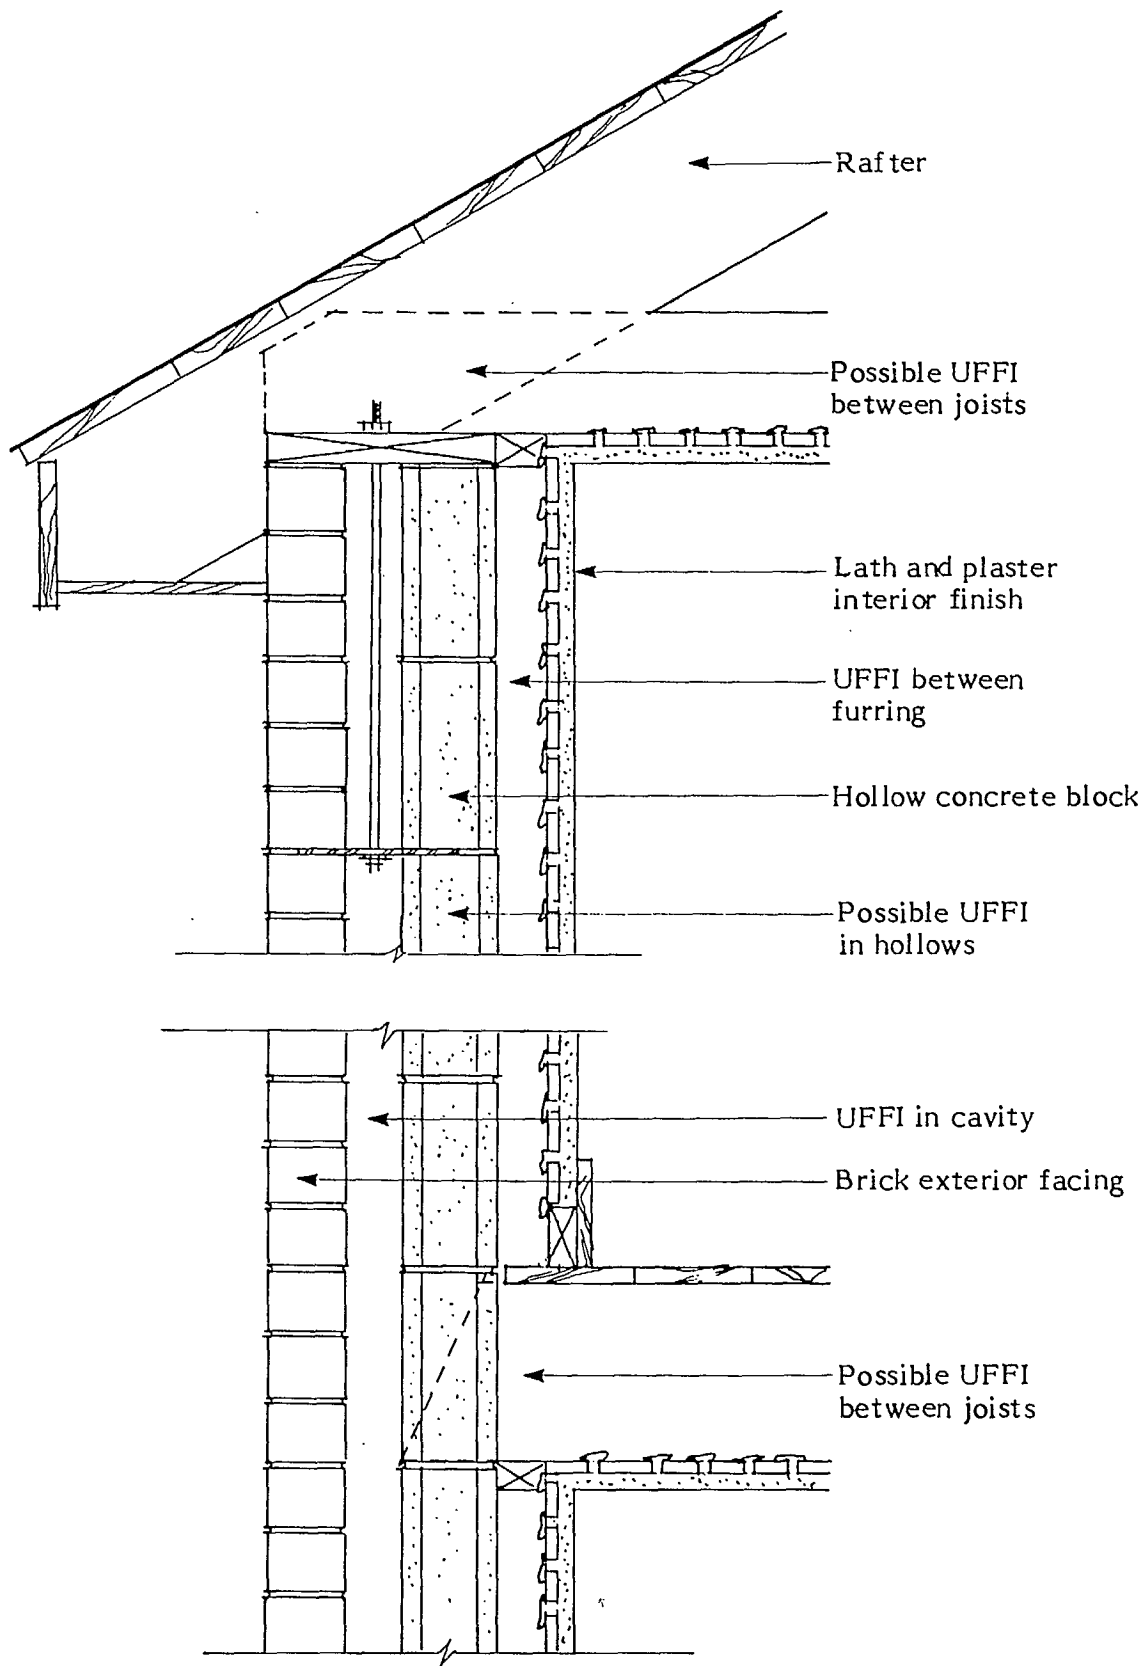 Rafter
Possible UFFI
between joists
Lath and plaster
interior finish
UFFI between
furring
Hollow concrete block
Possible UFFI
in hollows
UFFI in cavity
Brick exterior facing
Possible UFFI
between joists